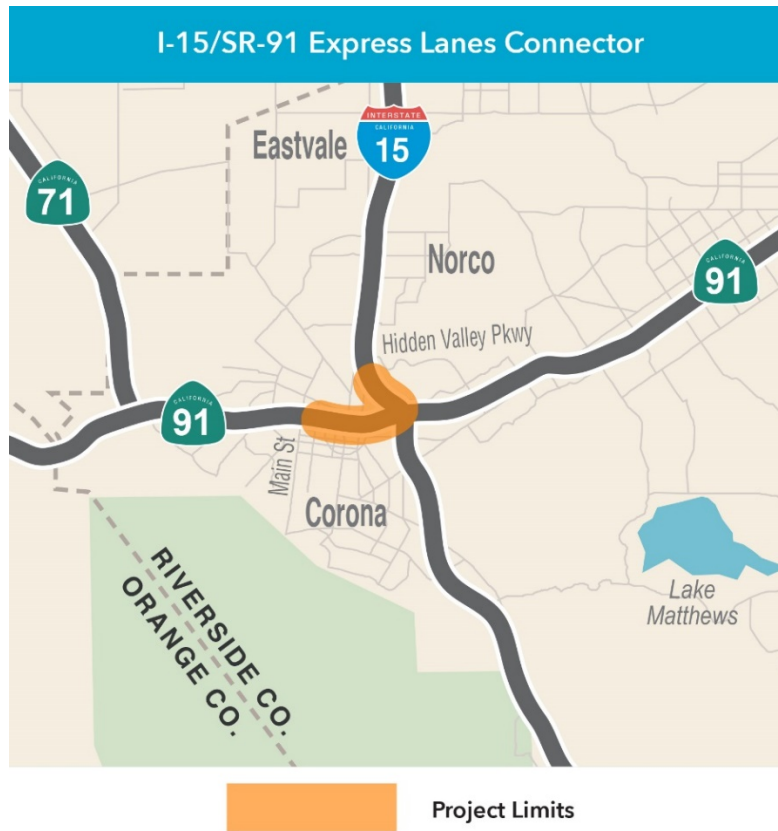 I-15/SR-91 Express Lanes Connector
INTERSTATE
CALIFORNIA
15
Eastvale
CALIFORNIA
71
Norco
CALIFORNIA
91
Hidden Valley Pkwy
CALIFORNIA
91
Main St
Corona
RIVERSIDE CO.
ORANGE CO.
Lake
Matthews
Project Limits